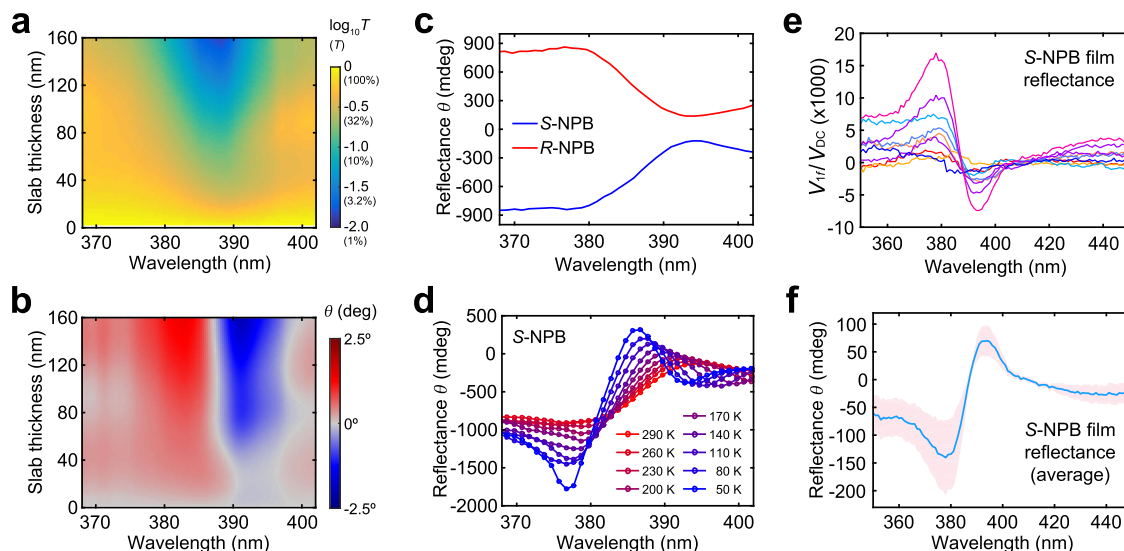 a
160
120
80
40
0
Slab thickness (nm)
370
380
390
400
Wavelength (nm)
log₁₀T
(T)
0
(100%)
-0.5
(32%)
-1.0
(10%)
-1.5
(3.2%)
-2.0
(1%)
b
160
120
80
40
0
Slab thickness (nm)
370
380
390
400
Wavelength (nm)
θ (deg)
2.5°
0
-2.5°
c
900
600
300
0
-300
-600
-900
Reflectance θ (mdeg)
S-NPB
R-NPB
370
380
390
400
Wavelength (nm)
d
500
0
-500
-1000
-1500
-2000
Reflectance θ (mdeg)
S-NPB
290 K
260 K
230 K
200 K
170 K
140 K
110 K
80 K
50 K
370
380
390
400
Wavelength (nm)
e
20
15
10
5
0
-5
-10
V1f/VDC (x1000)
S-NPB film
reflectance
360
380
400
420
440
Wavelength (nm)
f
100
50
0
-50
-100
-150
-200
Reflectance θ (mdeg)
S-NPB film
reflectance
(average)
360
380
400
420
440
Wavelength (nm)